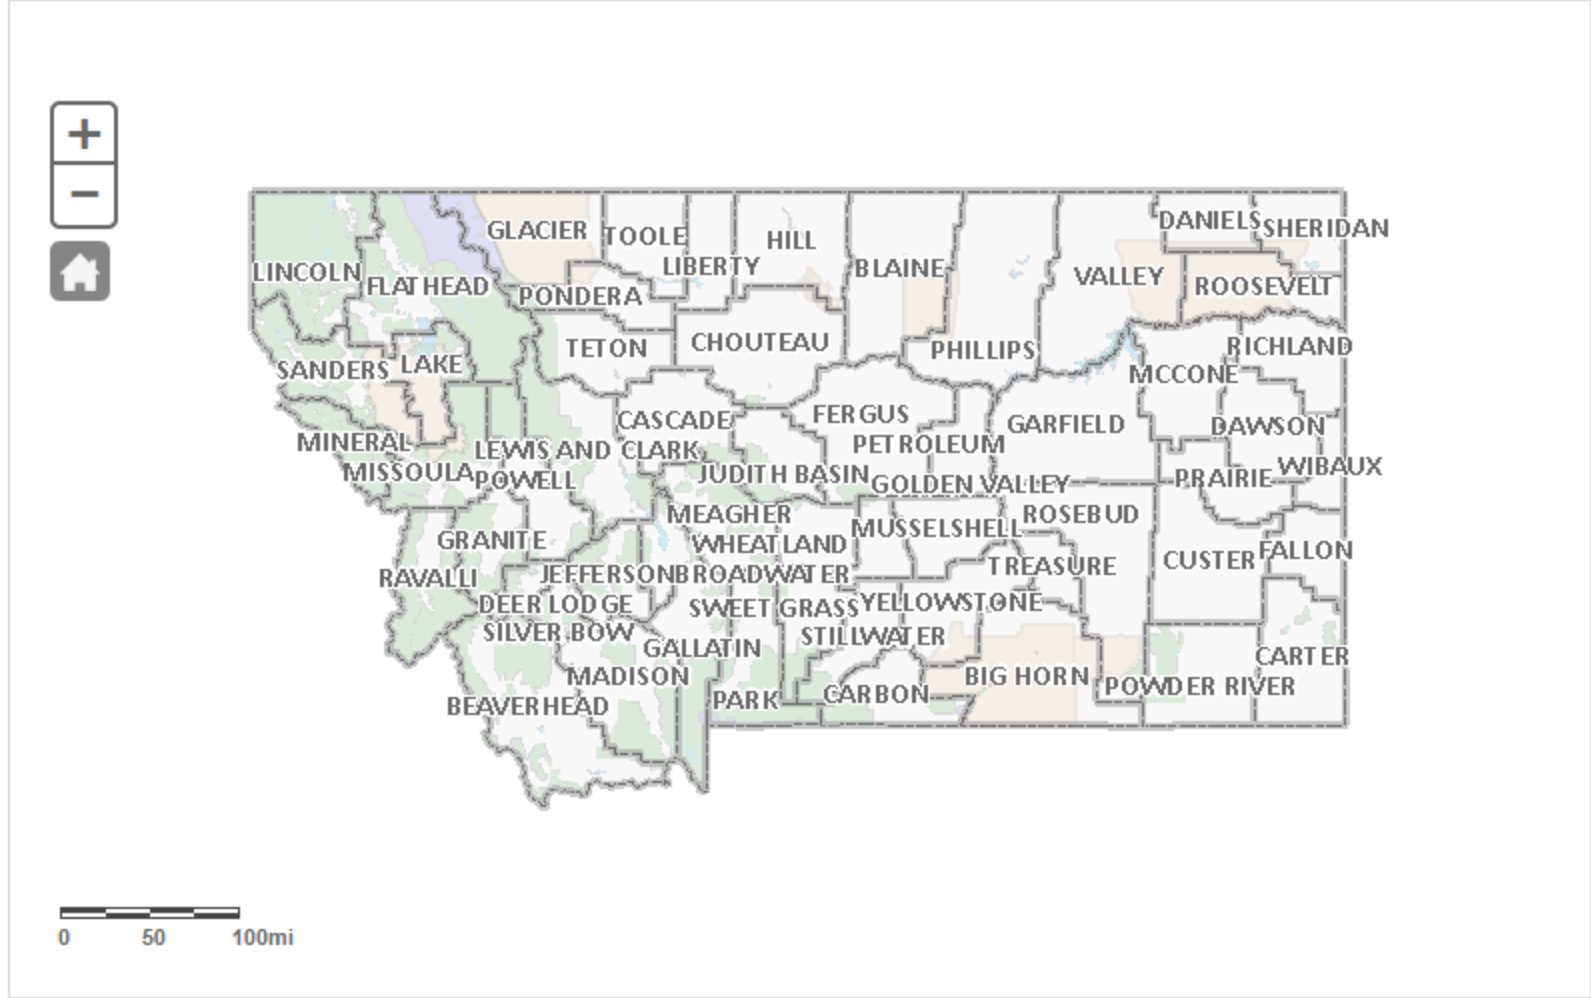 +
−
DANIELS
SHERIDAN
GLACIER
TOOLE
HILL
LIBERTY
BLAINE
LINCOLN
FLATHEAD
VALLEY
ROOSEVELT
PONDERA
TETON
CHOUTEAU
PHILLIPS
RICHLAND
SANDERS
LAKE
MCCONE
CASCADE
FERGUS
GARFIELD
DAWSON
MINERAL
LEWIS AND CLARK
PETROLEUM
MISSOULA
POWELL
JUDITH BASIN
GOLDEN VALLEY
PRAIRIE
WIBAUX
MEAGHER
MUSSELSHELL
ROSEBUD
GRANITE
WHEATLAND
CUSTER
FALLON
RAVALLI
JEFFERSON
BROADWATER
TREASURE
DEER LODGE
SWEET GRASS
YELLOWSTONE
SILVER BOW
STILLWATER
GALLATIN
CARTER
MADISON
BIG HORN
POWDER RIVER
BEAVERHEAD
PARK
CARBON
0 50 100mi